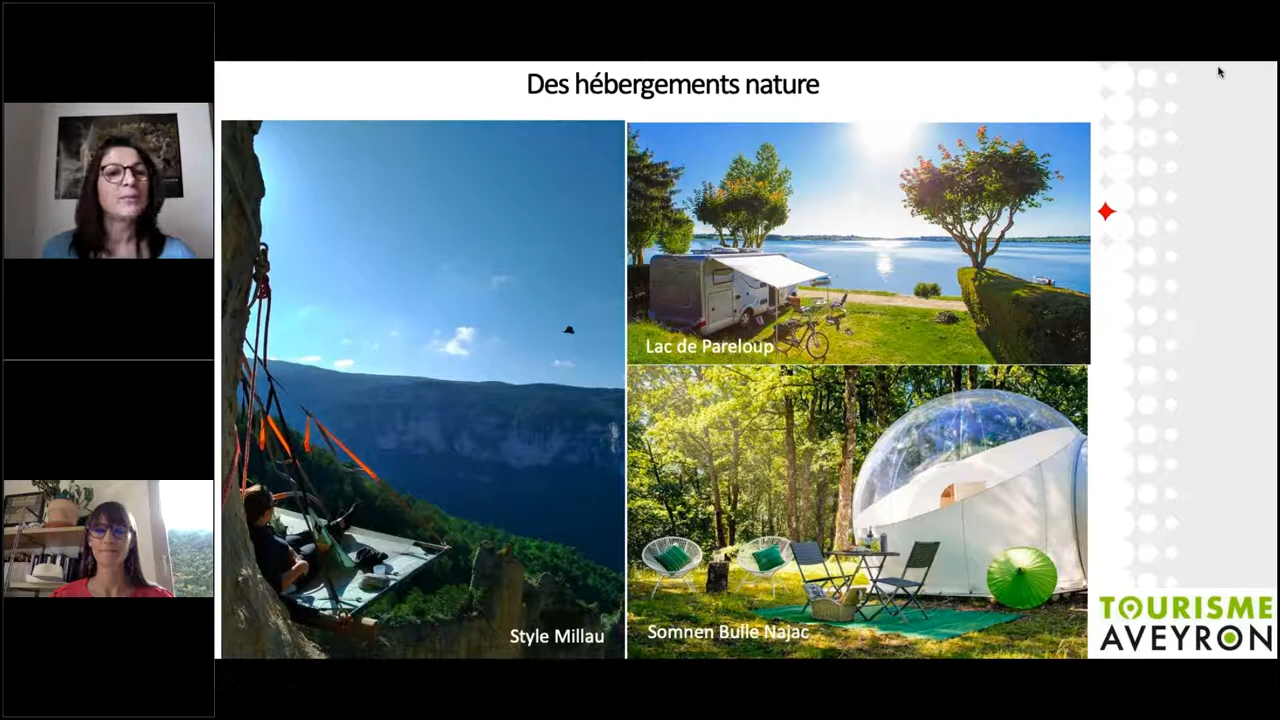 Des hébergements nature
Lac de Pareloup
Style Millau
Somnen Bulle Najac
TOURISME
AVEYRON